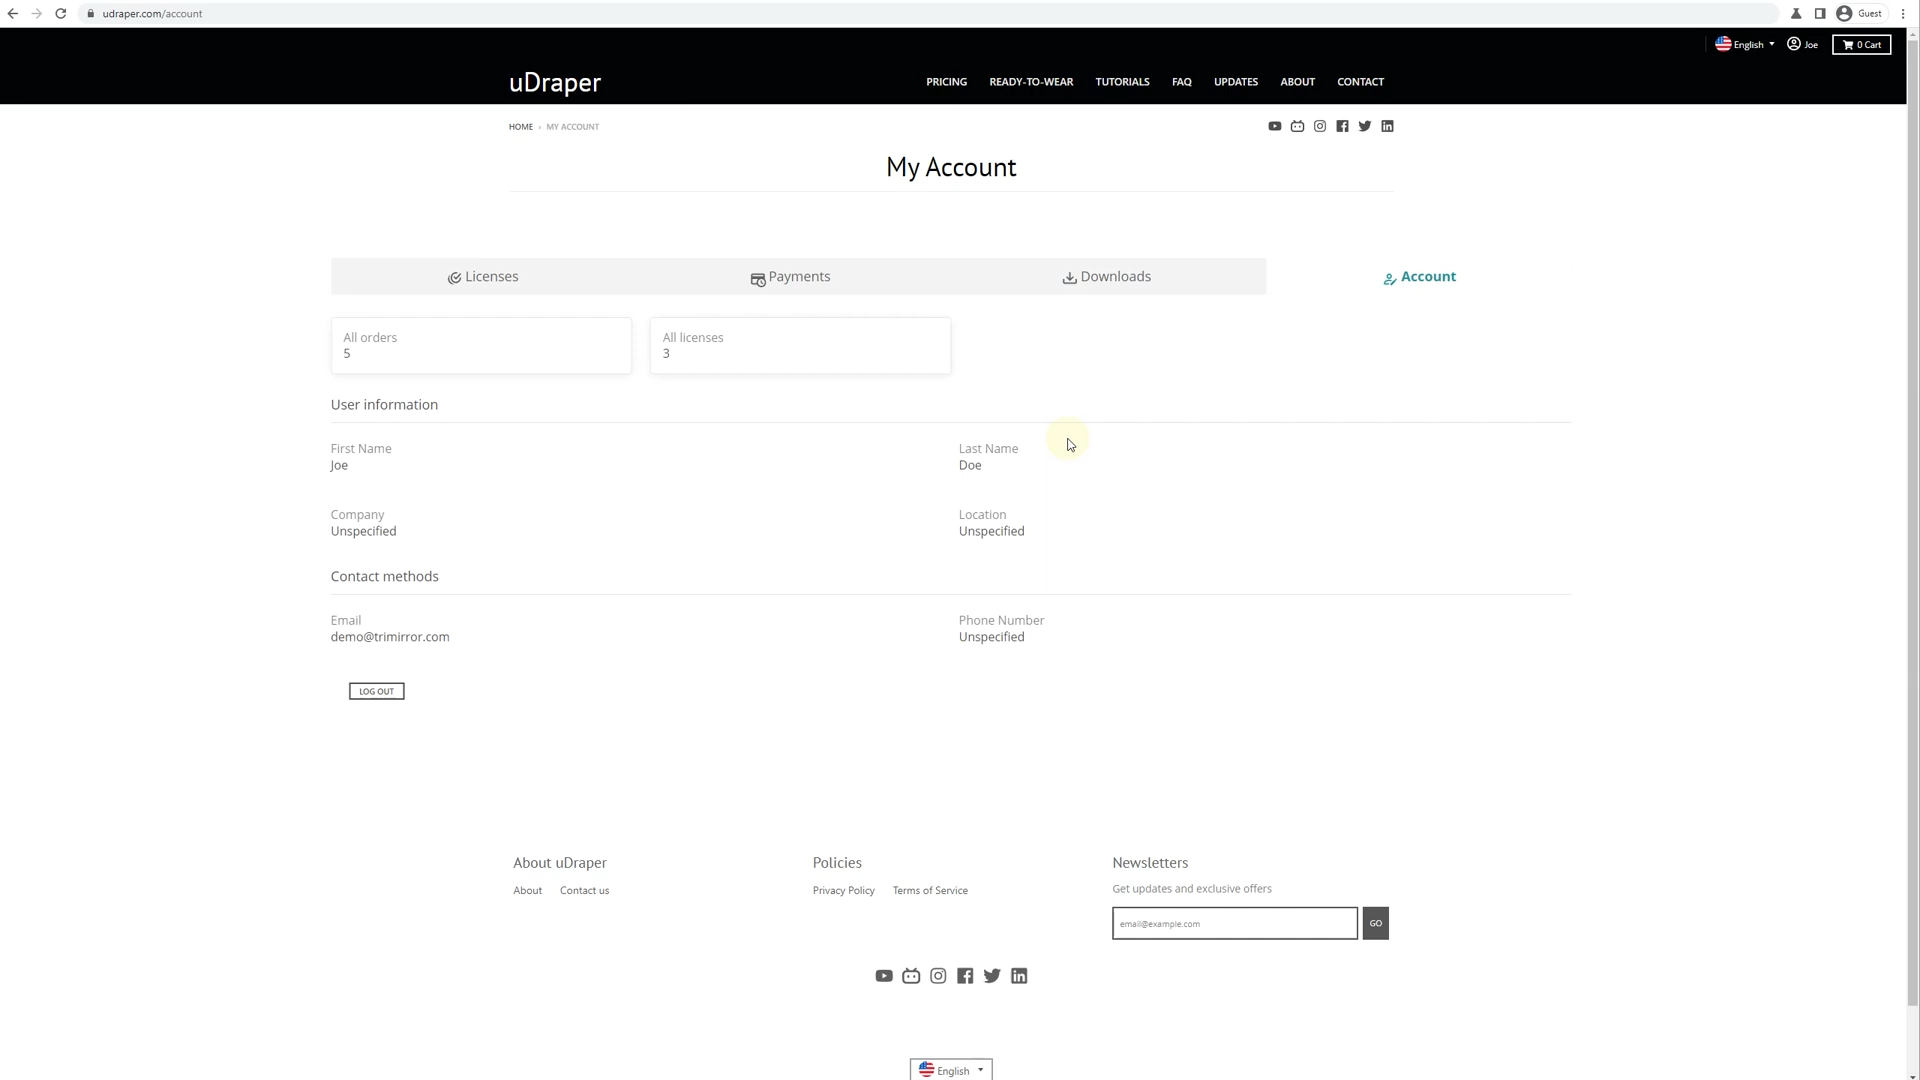 udraper.com/account
Guest
English
Joe
0 Cart
uDraper
PRICING
READY-TO-WEAR
TUTORIALS
FAQ
UPDATES
ABOUT
CONTACT
HOME › MY ACCOUNT
My Account
Licenses
Payments
Downloads
Account
All orders
5
All licenses
3
User information
First Name
Joe
Last Name
Doe
Company
Unspecified
Location
Unspecified
Contact methods
Email
demo@trimirror.com
Phone Number
Unspecified
LOG OUT
About uDraper
About
Contact us
Policies
Privacy Policy
Terms of Service
Newsletters
Get updates and exclusive offers
email@example.com
GO
English